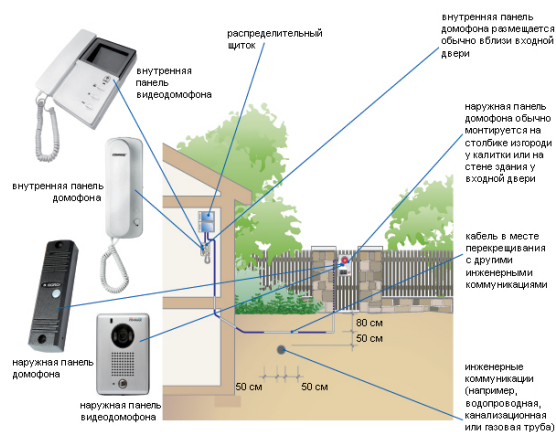 внутренняя
панель
видеодомофона
распределительный
щиток
внутренняя панель
домофона размещается
обычно вблизи входной
двери
наружная панель
домофона обычно
монтируется на
столбике изгороди
у калитки или на
стене здания у
входной двери
внутренняя панель
домофона
кабель в месте
перекрещивания
с другими
инженерными
коммуникациями
80 см
50 см
50 см
50 см
наружная панель
домофона
наружная панель
видеодомофона
инженерные
коммуникации
(например,
водопроводная,
канализационная
или газовая труба)